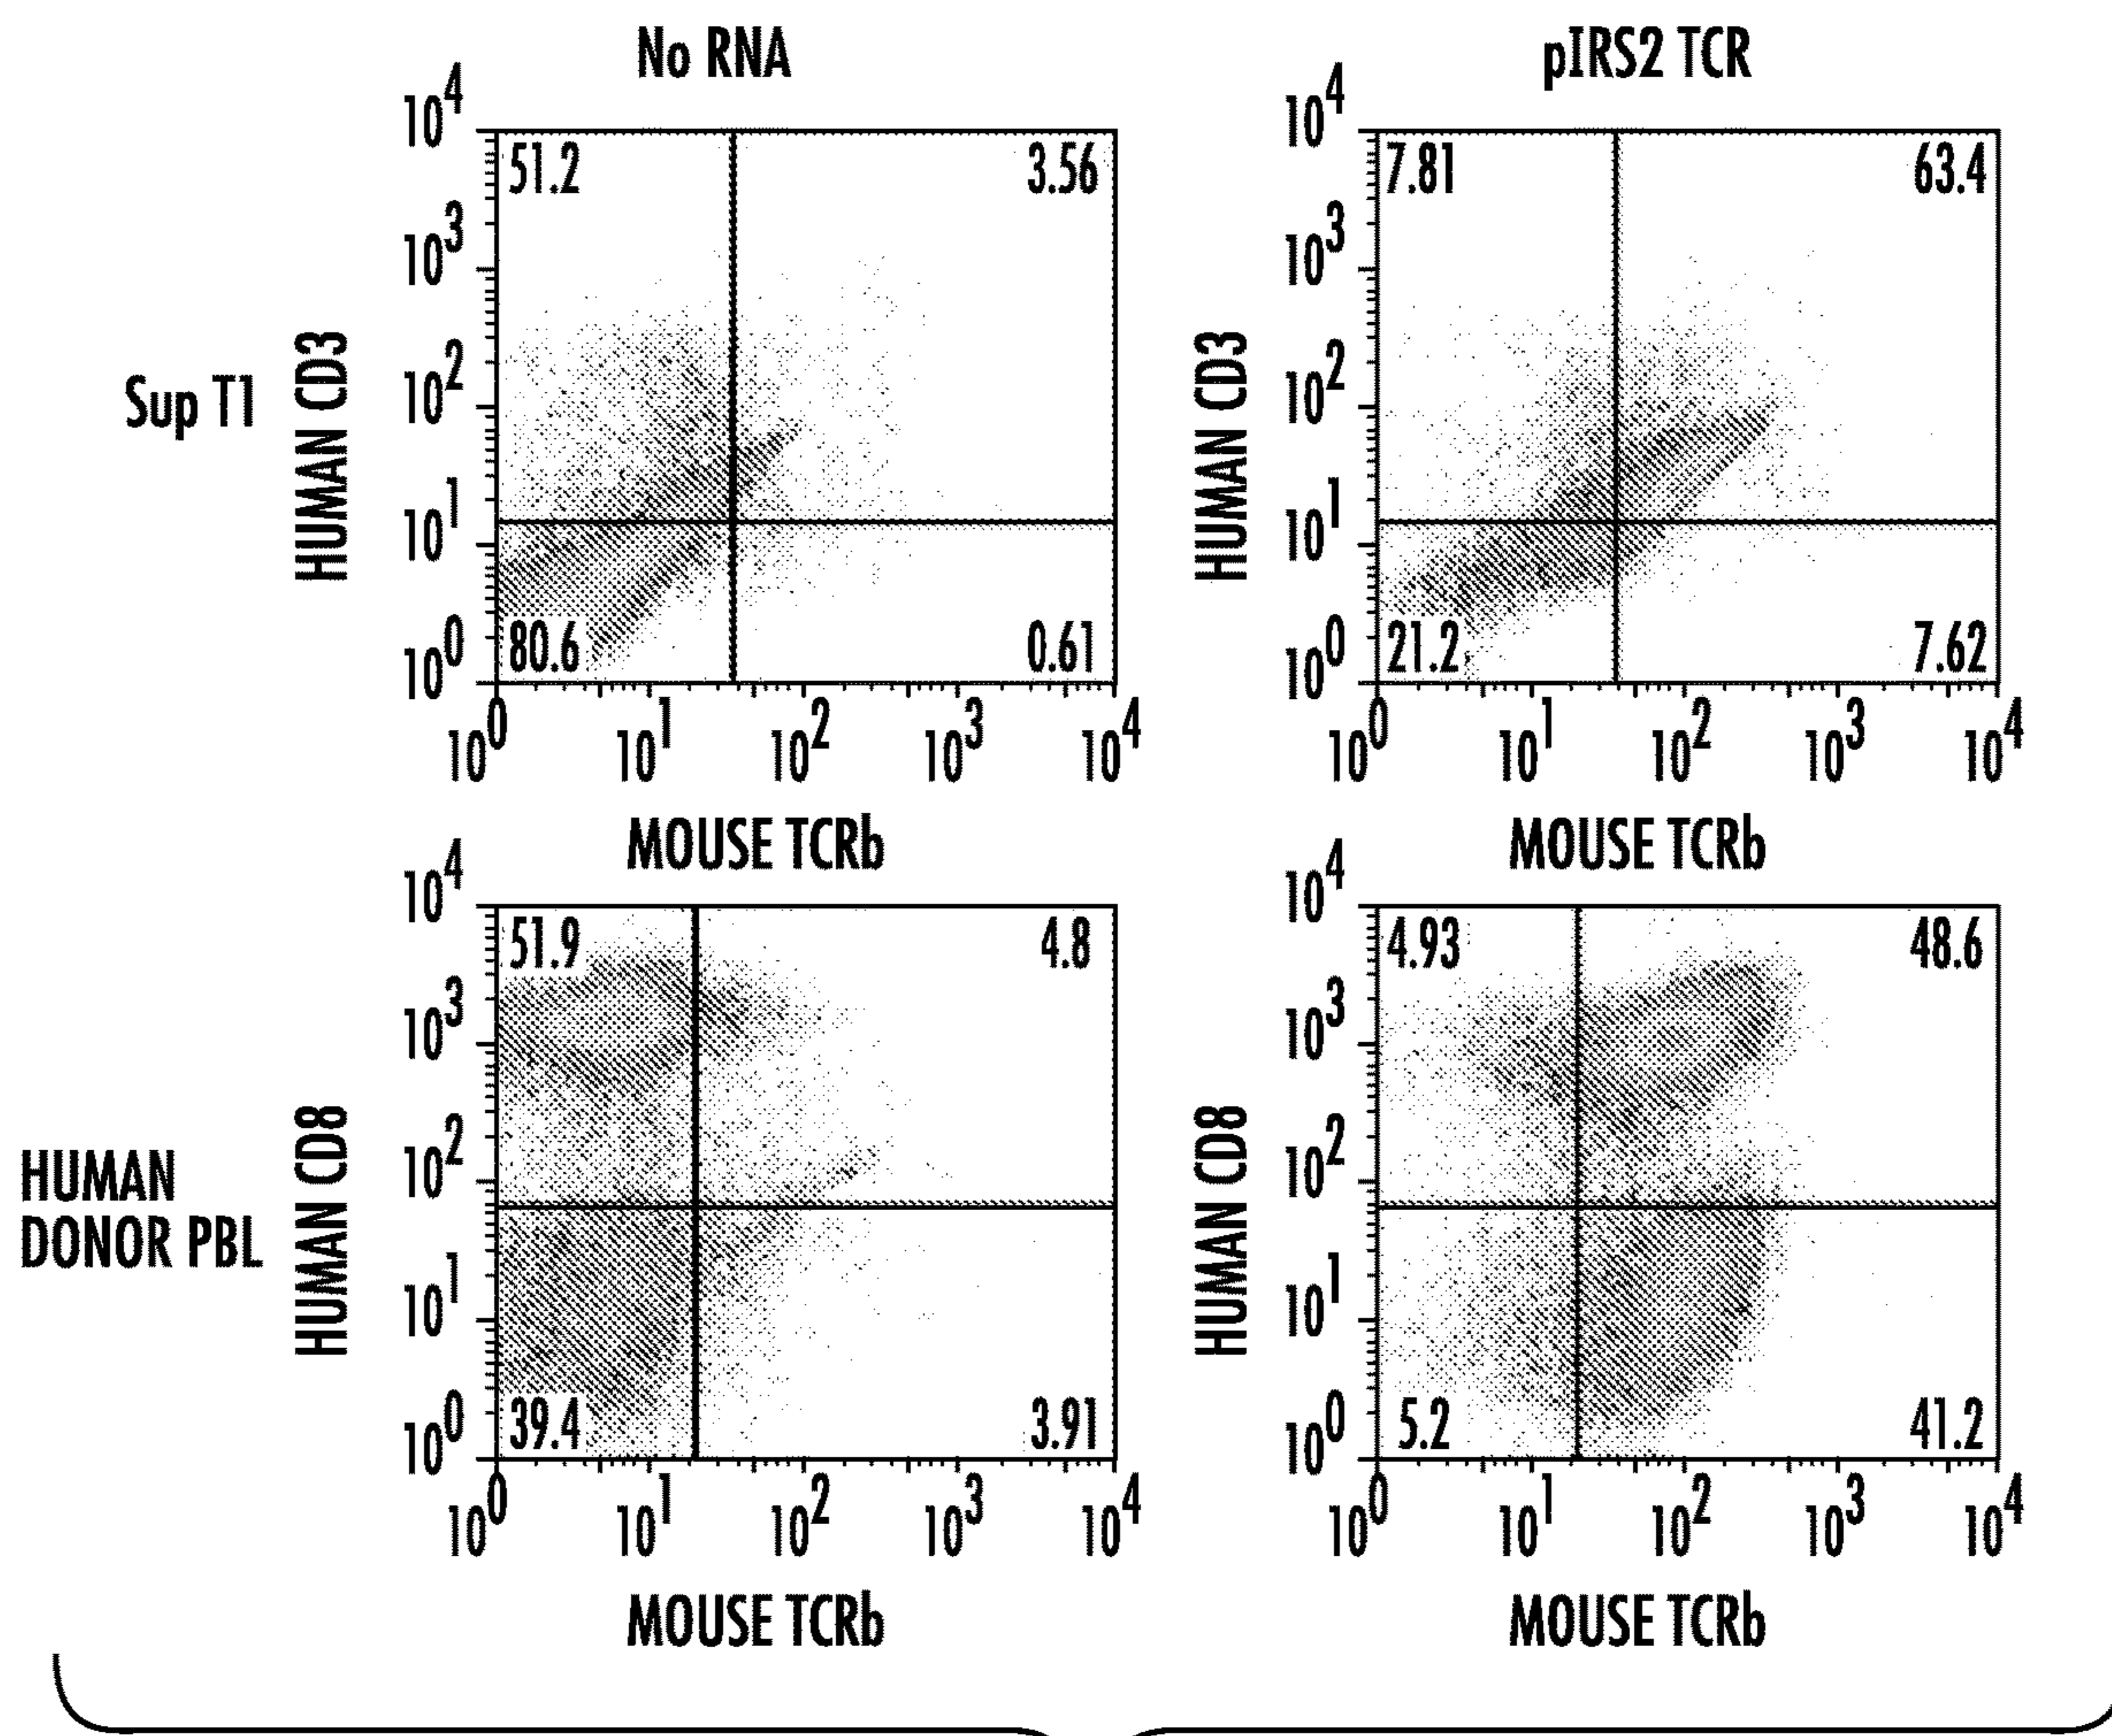 No RNA
pIRS2 TCR
Sup T1
HUMAN CD3
10^4
10^3
10^2
10^1
10^0
51.2
3.56
80.6
0.61
10^0 10^1 10^2 10^3 10^4
MOUSE TCRb
HUMAN CD3
10^4
10^3
10^2
10^1
10^0
7.81
63.4
21.2
7.62
10^0 10^1 10^2 10^3 10^4
MOUSE TCRb
HUMAN
DONOR PBL
HUMAN CD8
10^4
10^3
10^2
10^1
10^0
51.9
4.8
39.4
3.91
10^0 10^1 10^2 10^3 10^4
MOUSE TCRb
HUMAN CD8
10^4
10^3
10^2
10^1
10^0
4.93
48.6
5.2
41.2
10^0 10^1 10^2 10^3 10^4
MOUSE TCRb